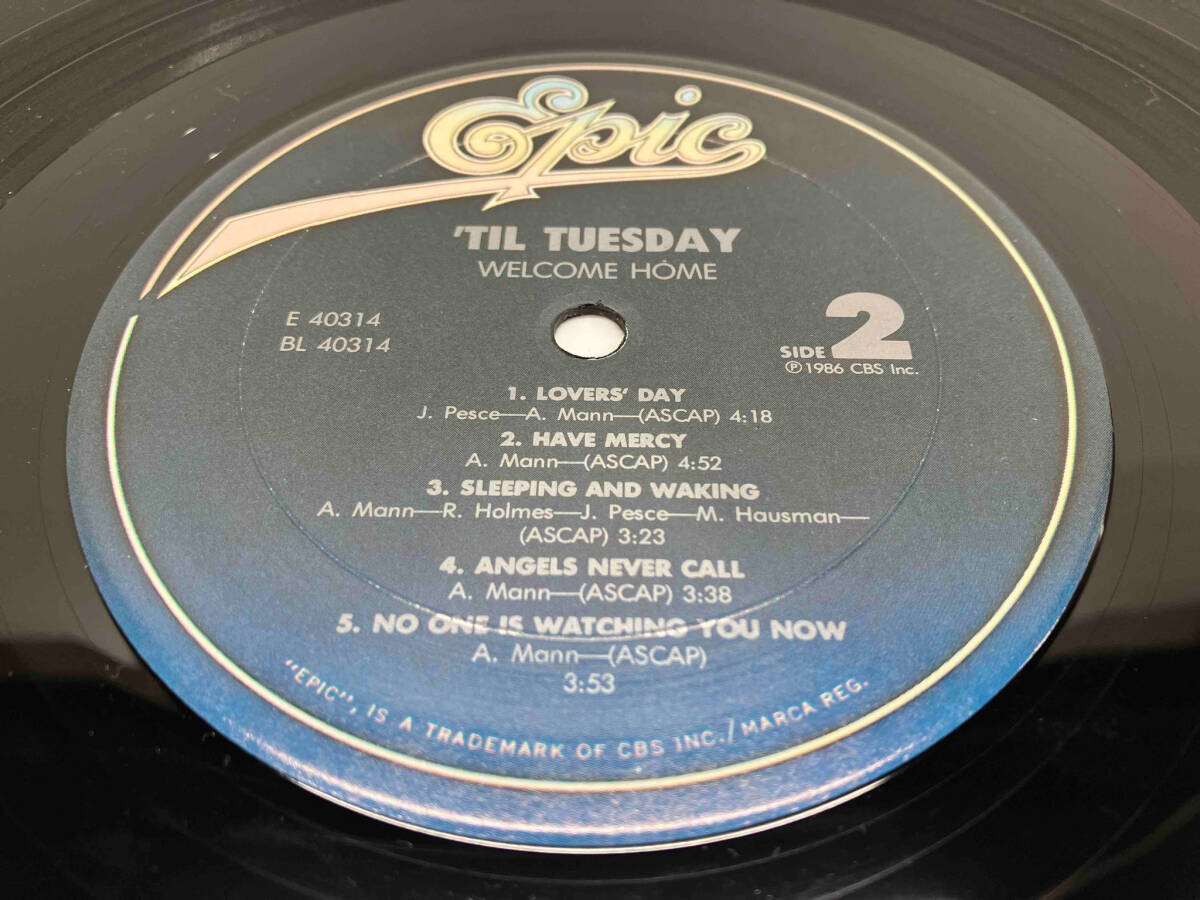 Epic
'TIL TUESDAY
WELCOME HOME
E 40314
BL 40314
SIDE 2
℗1986 CBS Inc.
1. LOVERS' DAY
J. Pesce—A. Mann—(ASCAP) 4:18
2. HAVE MERCY
A. Mann—(ASCAP) 4:52
3. SLEEPING AND WAKING
A. Mann—R. Holmes—J. Pesce—M. Hausman—
(ASCAP) 3:23
4. ANGELS NEVER CALL
A. Mann—(ASCAP) 3:38
5. NO ONE IS WATCHING YOU NOW
A. Mann—(ASCAP)
3:53
"EPIC", IS A TRADEMARK OF CBS INC./MARCA REG.